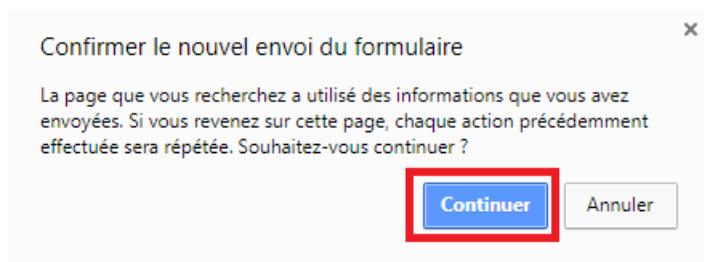 Confirmer le nouvel envoi du formulaire
La page que vous recherchez a utilisé des informations que vous avez
envoyées. Si vous revenez sur cette page, chaque action précédemment
effectuée sera répétée. Souhaitez-vous continuer ?
Continuer
Annuler